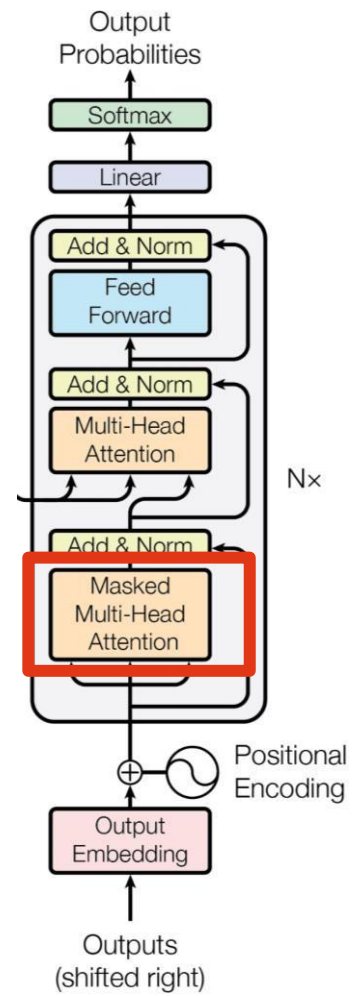 Output
Probabilities
Softmax
Linear
Add & Norm
Feed
Forward
Add & Norm
Multi-Head
Attention
N×
Add & Norm
Masked
Multi-Head
Attention
Positional
Encoding
Output
Embedding
Outputs
(shifted right)